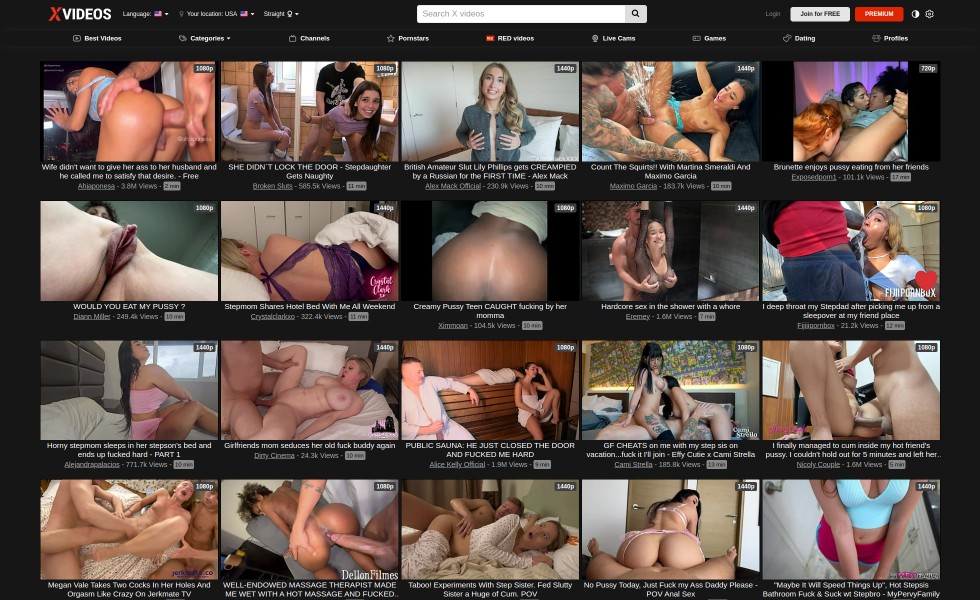 XVIDEOS Language: Your location: USA Straight Search X videos Login Join for FREE PREMIUM
Best Videos Categories Channels Pornstars RED videos Live Cams Games Dating Profiles
1080p 1080p 1440p 1440p 720p
Wife didn't want to give her ass to her husband and
he called me to satisfy that desire. - Free
Ahjaponesa - 3.8M Views - 2 min
SHE DIDN`T LOCK THE DOOR - Stepdaughter
Gets Naughty
Broken Sluts - 585.5k Views - 11 min
British Amateur Slut Lily Phillips gets CREAMPIED
by a Russian for the FIRST TIME - Alex Mack
Alex Mack Official - 230.9k Views - 10 min
Count The Squirts!! With Martina Smeraldi And
Maximo Garcia
Maximo Garcia - 183.7k Views - 10 min
Brunette enjoys pussy eating from her friends
Exposedporn1 - 101.1k Views - 17 min
1080p 1440p 1080p 1440p 1080p
Crystal
Clark
FIJIIPORNBOX
WOULD YOU EAT MY PUSSY ?
Diann Miller - 249.4k Views - 10 min
Stepmom Shares Hotel Bed With Me All Weekend
Crystalclarkxo - 322.4k Views - 11 min
Creamy Pussy Teen CAUGHT fucking by her
momma
Ximmoan - 104.5k Views - 10 min
Hardcore sex in the shower with a whore
Eremey - 1.6M Views - 7 min
I deep throat my Stepdad after picking me up from a
sleepover at my friend place
Fijiipornbox - 21.2k Views - 12 min
1440p 1440p 1080p 1080p 1080p
Cami
Strella
Horny stepmom sleeps in her stepson's bed and
ends up fucked hard - PART 1
Alejandrapalacios - 771.7k Views - 10 min
Girlfriends mom seduces her old fuck buddy again
Dirty Cinema - 24.3k Views - 10 min
PUBLIC SAUNA: HE JUST CLOSED THE DOOR
AND FUCKED ME HARD
Alice Kelly Official - 1.9M Views - 9 min
GF CHEATS on me with my step sis on
vacation...fuck it I'll join - Effy Cutie x Cami Strella
Cami Strella - 185.8k Views - 13 min
I finally managed to cum inside my hot friend's
pussy. I couldn't hold out for 5 minutes and left her..
Nicoly Couple - 1.6M Views - 5 min
1080p 1080p 1440p 1440p 1440p
DellonFilmes
Megan Vale Takes Two Cocks In Her Holes And
Orgasm Like Crazy On Jerkmate TV
WELL-ENDOWED MASSAGE THERAPIST MADE
ME WET WITH A HOT MASSAGE AND FUCKED..
Taboo! Experiments With Step Sister. Fed Slutty
Sister a Huge of Cum. POV
No Pussy Today, Just Fuck my Ass Daddy Please -
POV Anal Sex
"Maybe It Will Speed Things Up", Hot Stepsis
Bathroom Fuck & Suck wt Stepbro - MyPervyFamily